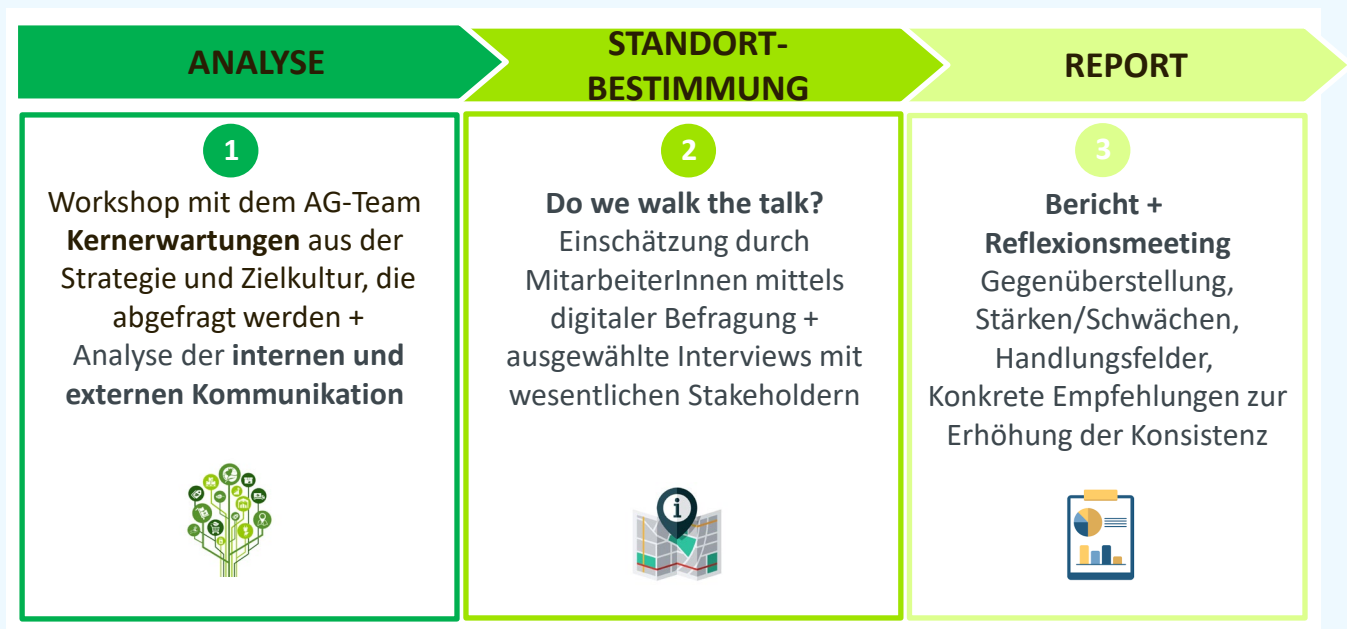 ANALYSE
STANDORT-
BESTIMMUNG
REPORT
1
Workshop mit dem AG-Team
Kernerwartungen aus der
Strategie und Zielkultur, die
abgefragt werden +
Analyse der internen und
externen Kommunikation
2
Do we walk the talk?
Einschätzung durch
MitarbeiterInnen mittels
digitaler Befragung +
ausgewählte Interviews mit
wesentlichen Stakeholdern
i
3
Bericht +
Reflexionsmeeting
Gegenüberstellung,
Stärken/Schwächen,
Handlungsfelder,
Konkrete Empfehlungen zur
Erhöhung der Konsistenz